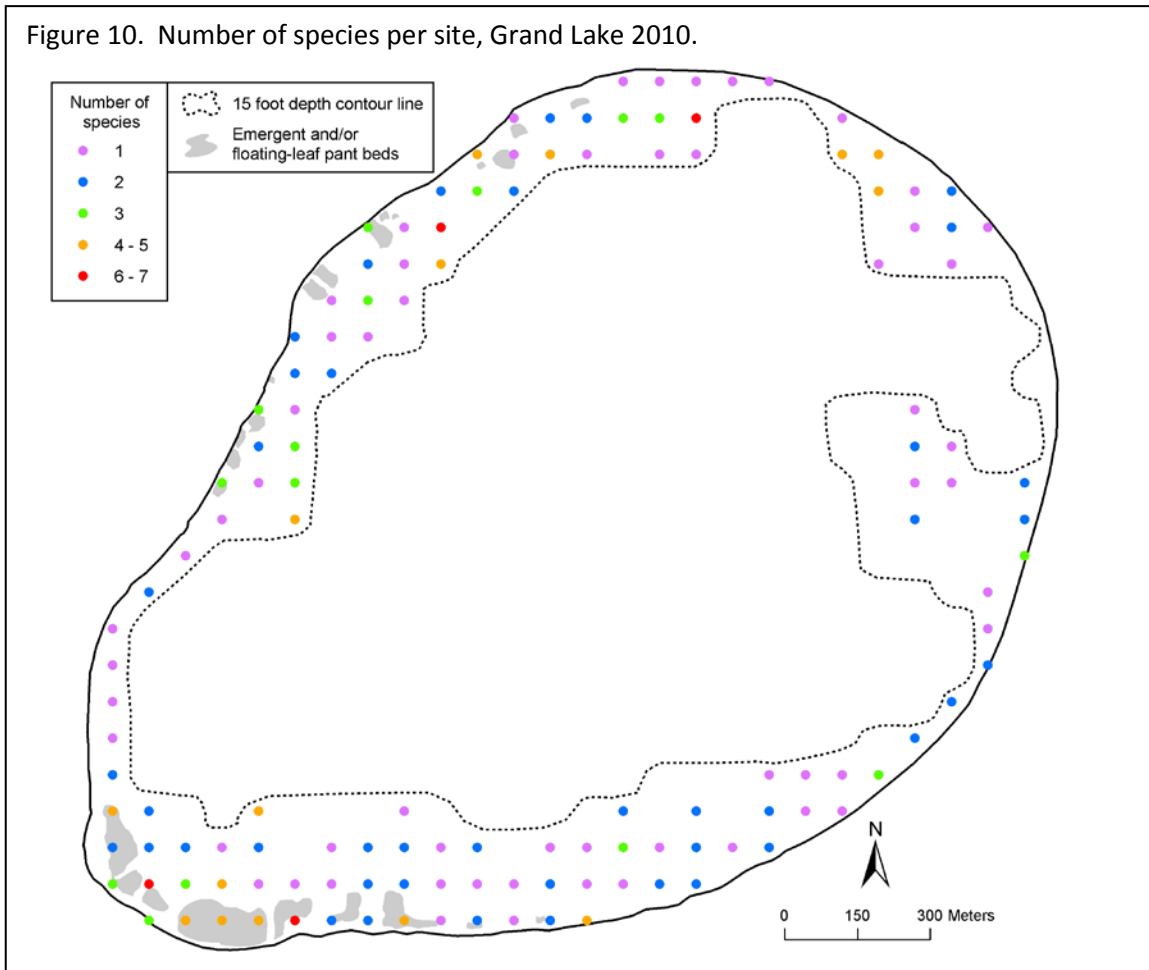 Figure 10.  Number of species per site, Grand Lake 2010.
Number of
species
1
2
3
4 - 5
6 - 7
15 foot depth contour line
Emergent and/or
floating-leaf pant beds
N
0 150 300 Meters